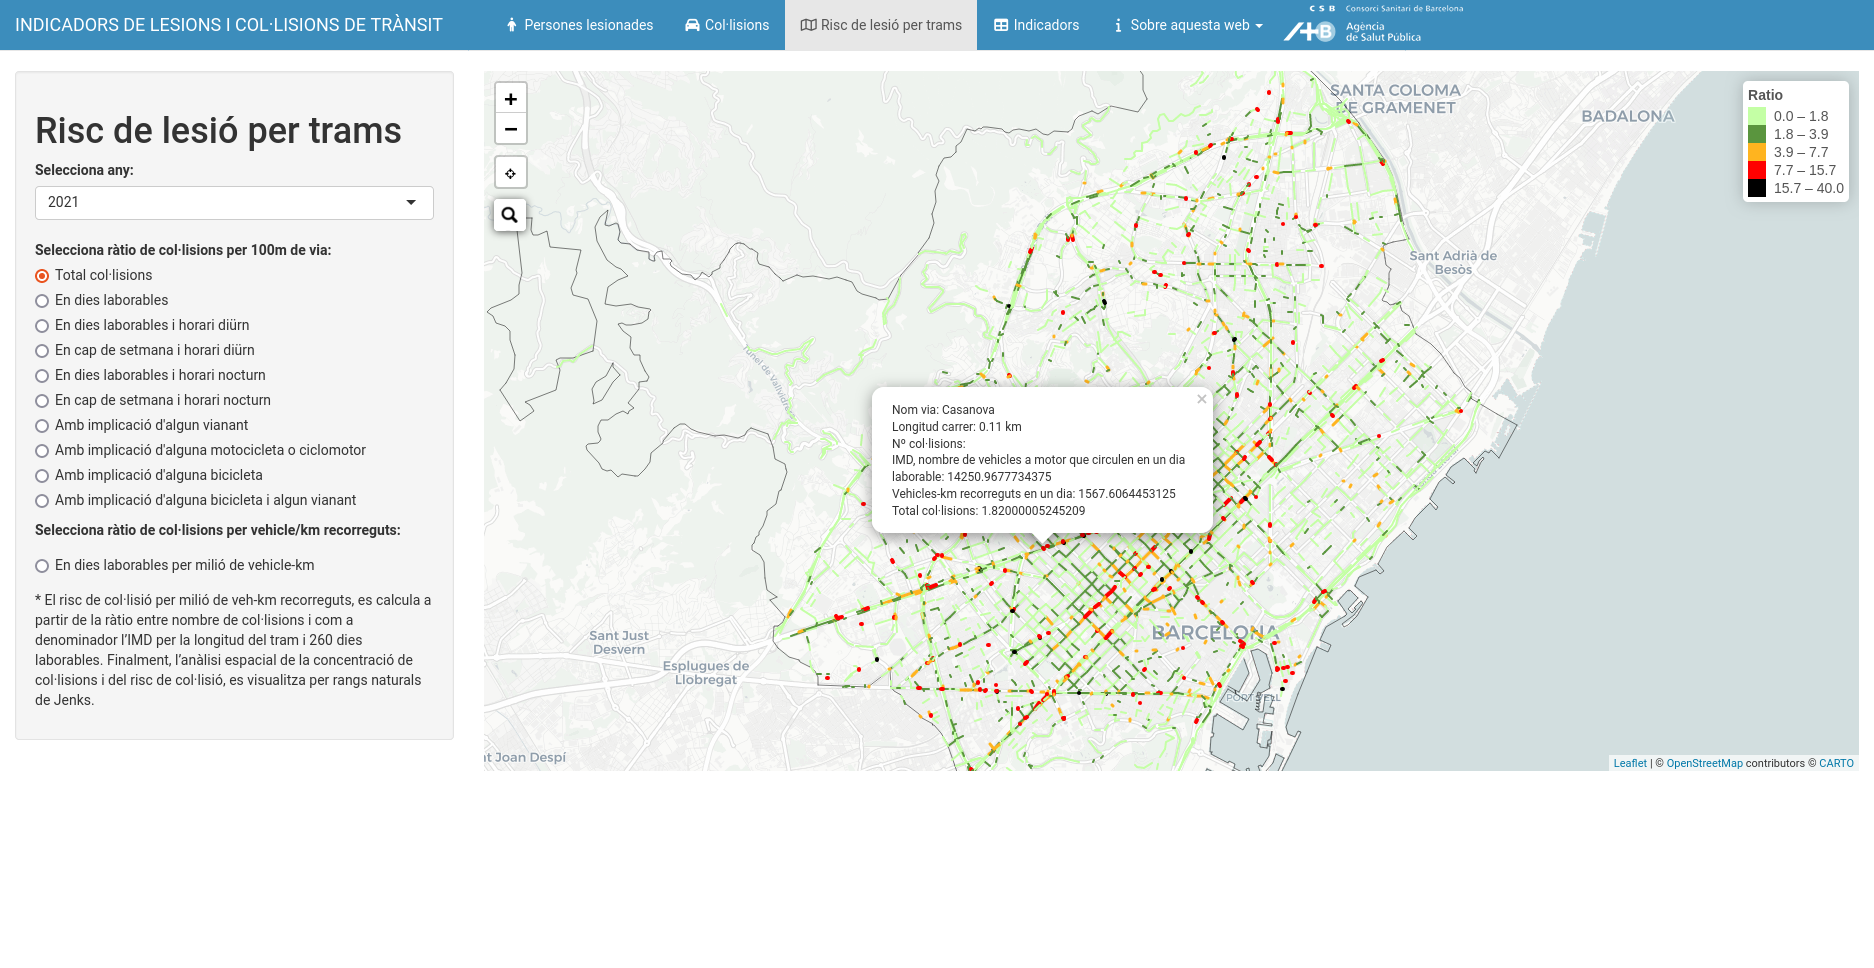 INDICADORS DE LESIONS I COL·LISIONS DE TRÀNSIT
Persones lesionades
Col·lisions
Risc de lesió per trams
Indicadors
Sobre aquesta web
CSB Consorci Sanitari de Barcelona
Agència
de Salut Pública
Risc de lesió per trams
Selecciona any:
2021
Selecciona ràtio de col·lisions per 100m de via:
Total col·lisions
En dies laborables
En dies laborables i horari diürn
En cap de setmana i horari diürn
En dies laborables i horari nocturn
En cap de setmana i horari nocturn
Amb implicació d'algun vianant
Amb implicació d'alguna motocicleta o ciclomotor
Amb implicació d'alguna bicicleta
Amb implicació d'alguna bicicleta i algun vianant
Selecciona ràtio de col·lisions per vehicle/km recorreguts:
En dies laborables per milió de vehicle-km
* El risc de col·lisió per milió de veh-km recorreguts, es calcula a
partir de la ràtio entre nombre de col·lisions i com a
denominador l'IMD per la longitud del tram i 260 dies
laborables. Finalment, l'anàlisi espacial de la concentració de
col·lisions i del risc de col·lisió, es visualitza per rangs naturals
de Jenks.
+
−
SANTA COLOMA
DE GRAMENET
BADALONA
Ratio
0.0 – 1.8
1.8 – 3.9
3.9 – 7.7
7.7 – 15.7
15.7 – 40.0
Sant Adrià de
Besòs
Túnel de Vallvidrera
×
Nom via: Casanova
Longitud carrer: 0.11 km
Nº col·lisions:
IMD, nombre de vehicles a motor que circulen en un dia
laborable: 14250.9677734375
Vehicles-km recorreguts en un dia: 1567.6064453125
Total col·lisions: 1.82000005245209
BARCELONA
Sant Just
Desvern
Esplugues de
Llobregat
PORT VELL
t Joan Despí
Leaflet | © OpenStreetMap contributors © CARTO